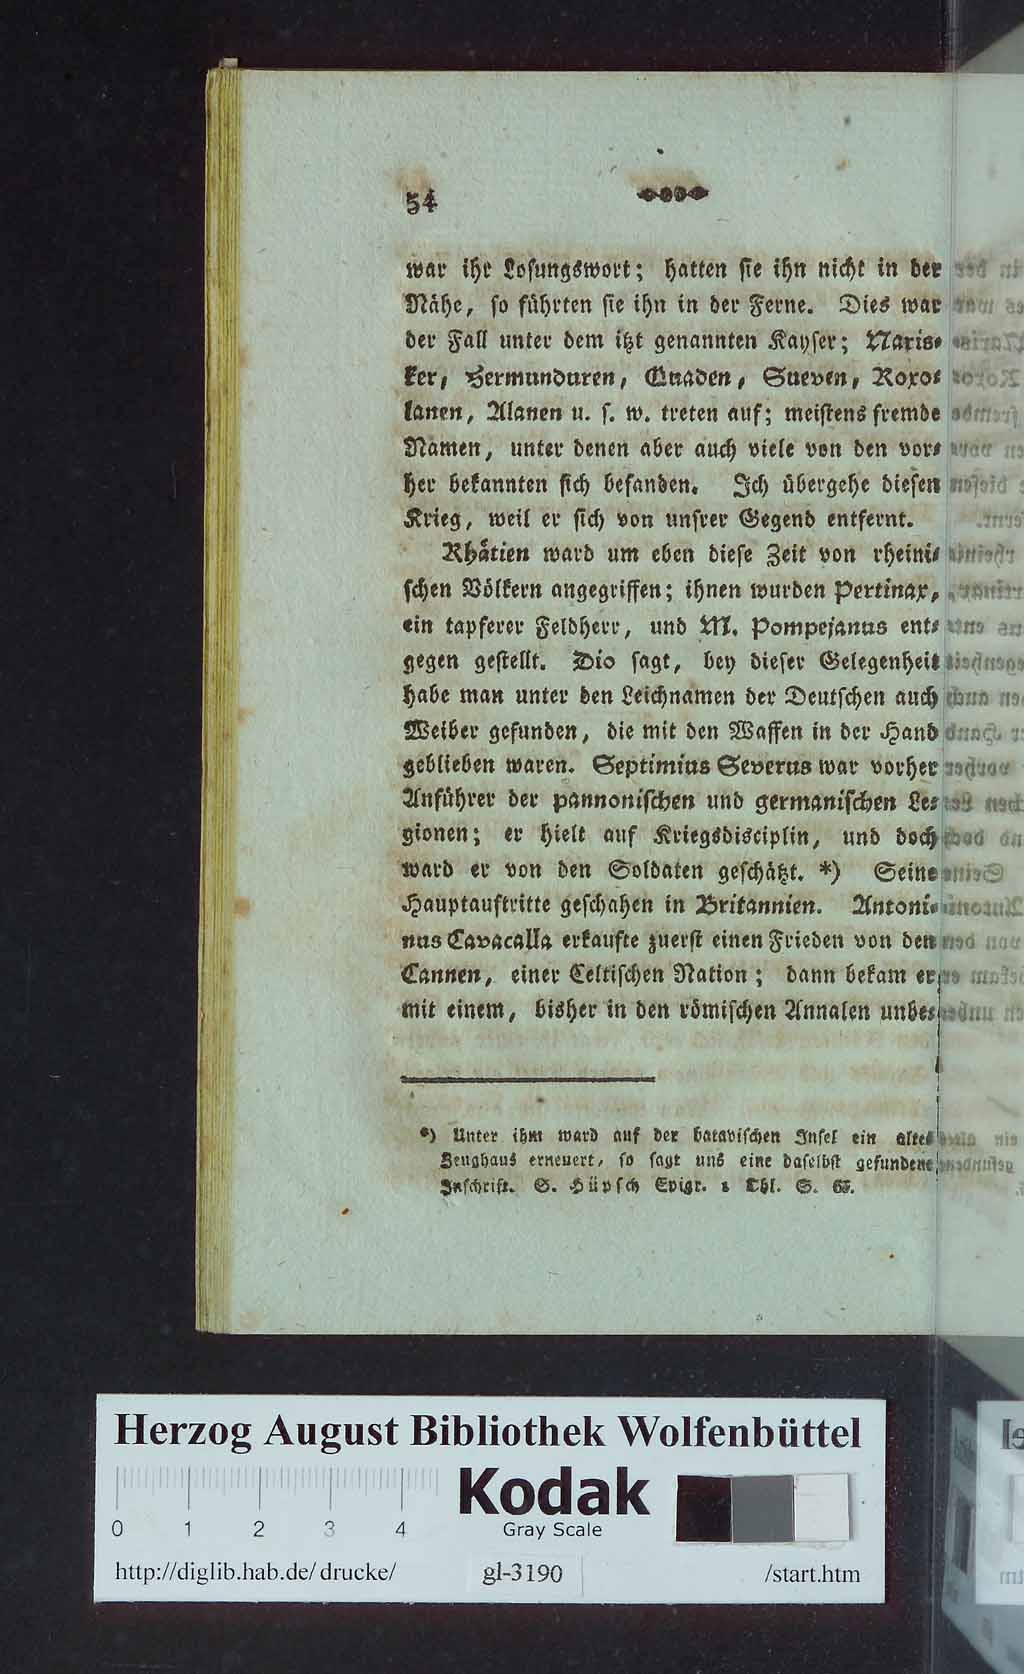 54
war ihr Losungswort; hatten sie ihn nicht in der
Nähe, so führten sie ihn in der Ferne. Dies war
der Fall unter dem itzt genannten Kayser; Naris-
ker, Hermunduren, Quaden, Sueven, Roxo-
lanen, Alanen u. s. w. treten auf; meistens fremde
Namen, unter denen aber auch viele von den vor-
her bekannten sich befanden. Ich übergehe diesen
Krieg, weil er sich von unsrer Gegend entfernt.
Rhätien ward um eben diese Zeit von rheini-
schen Völkern angegriffen; ihnen wurden Pertinax,
ein tapferer Feldherr, und M. Pompejanus ent-
gegen gestellt. Dio sagt, bey dieser Gelegenheit
habe man unter den Leichnamen der Deutschen auch
Weiber gefunden, die mit den Waffen in der Hand
geblieben waren. Septimius Severus war vorher
Anführer der pannonischen und germanischen Le-
gionen; er hielt auf Kriegsdisciplin, und doch
ward er von den Soldaten geschätzt. *) Seine
Hauptauftritte geschahen in Britannien. Antoni-
nus Cavacalla erkaufte zuerst einen Frieden von den
Cannen, einer Celtischen Nation; dann bekam er
mit einem, bisher in den römischen Annalen unbe-
*) Unter ihm ward auf der batavischen Insel ein altes
Zeughaus erneuert, so sagt uns eine daselbst gefundene
Inschrift. S. Hüpsch Epigr. 1 Thl. S.
Herzog August Bibliothek Wolfenbüttel
Kodak
0 1 2 3 4
Gray Scale
http://diglib.hab.de/drucke/ gl-3190 /start.htm